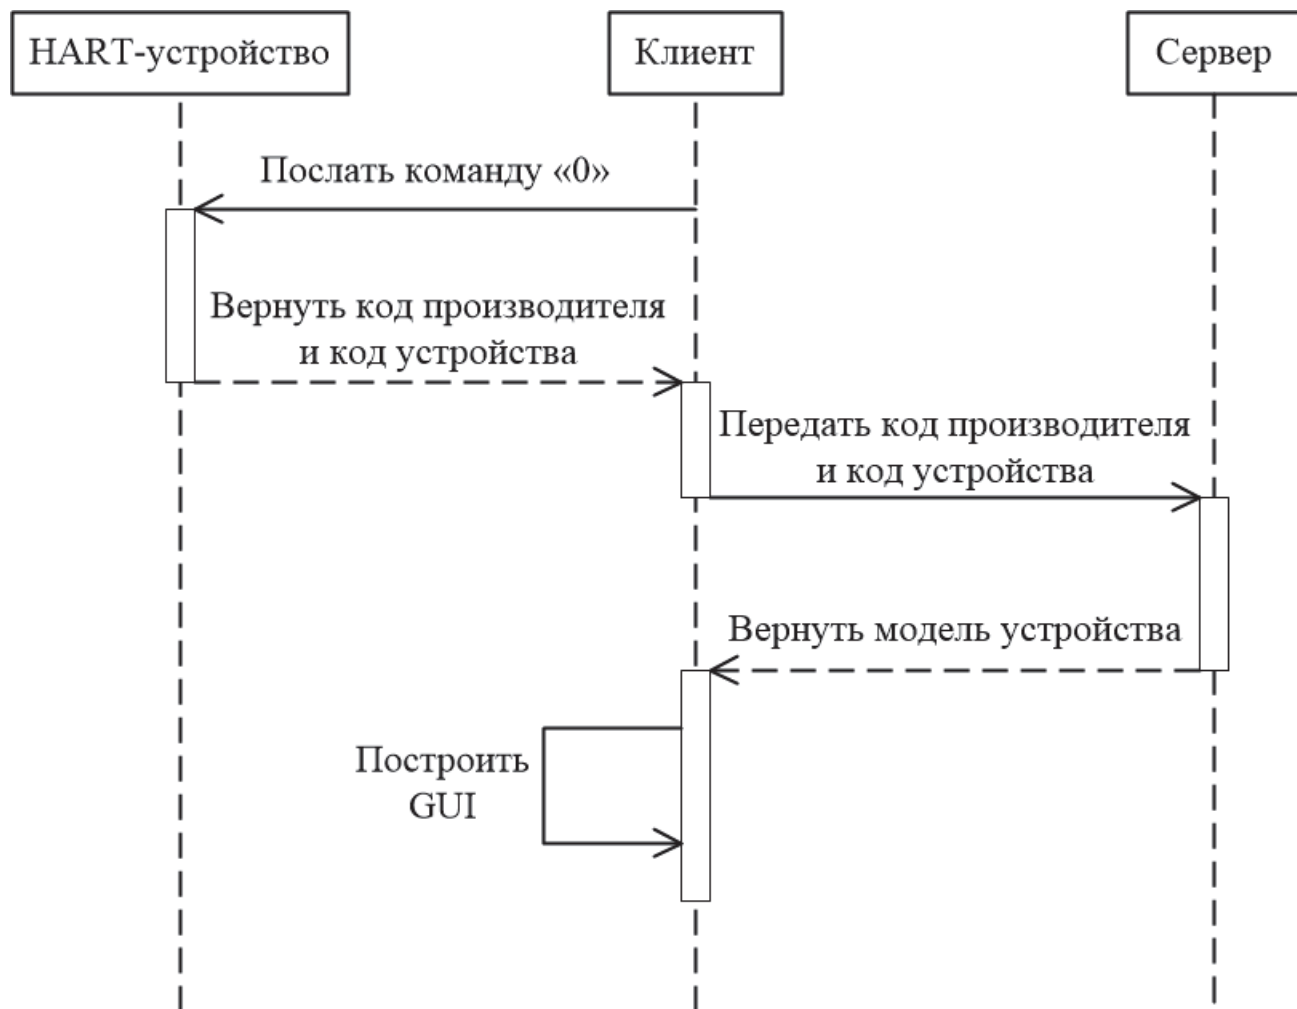 HART-устройство
Клиент
Сервер
Послать команду «0»
Вернуть код производителя
и код устройства
Передать код производителя
и код устройства
Вернуть модель устройства
Построить
GUI